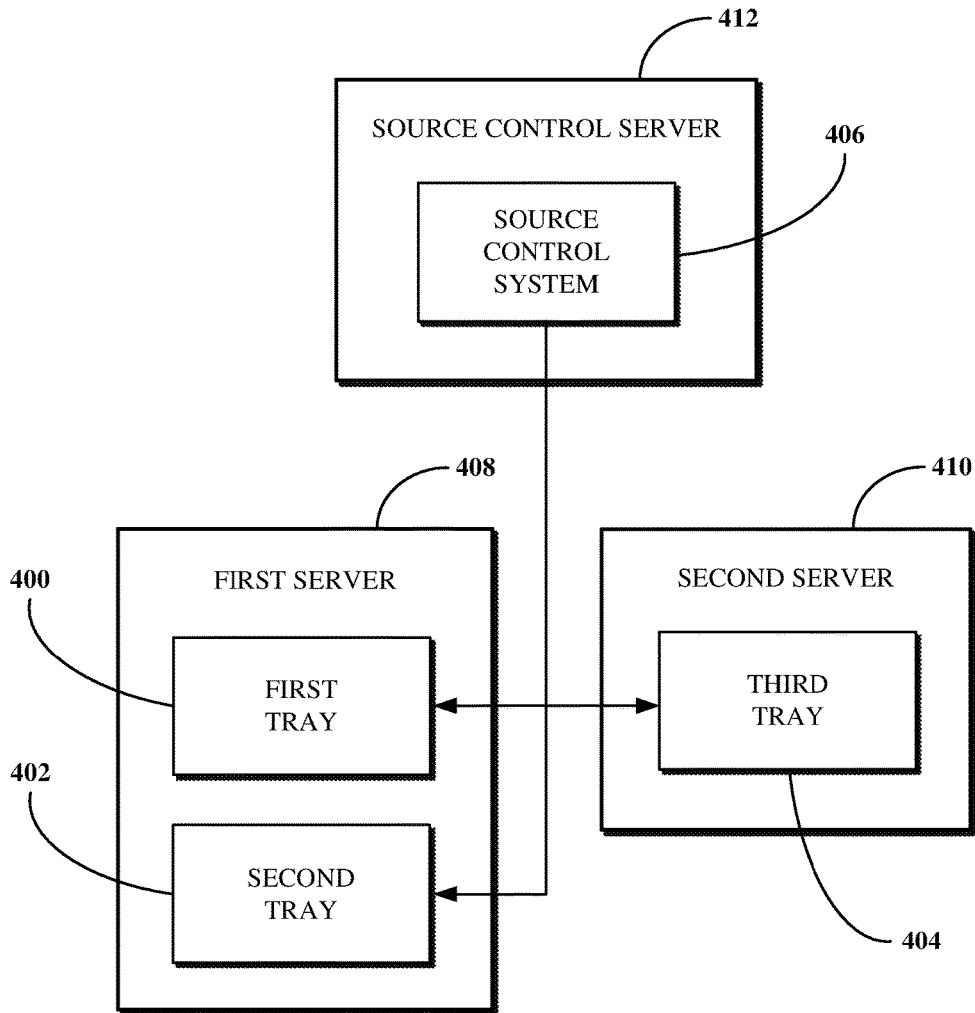 412
SOURCE CONTROL SERVER
406
SOURCE
CONTROL
SYSTEM
408
410
FIRST SERVER
SECOND SERVER
400
FIRST
TRAY
THIRD
TRAY
402
SECOND
TRAY
404